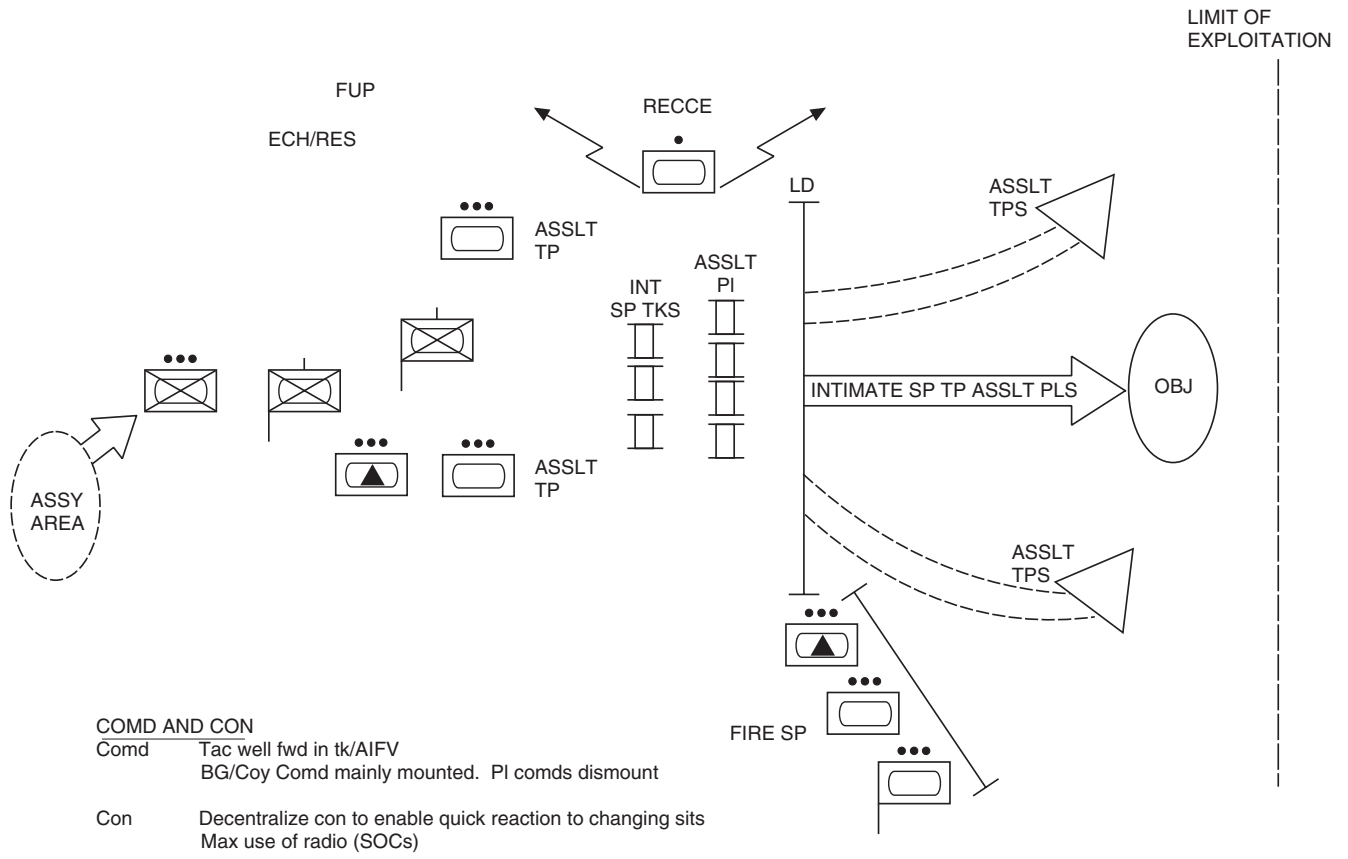 LIMIT OF
EXPLOITATION
FUP
RECCE
ECH/RES
LD
ASSLT
TPS
ASSLT
TP
ASSLT
Pl
INT
SP TKS
INTIMATE SP TP ASSLT PLS
OBJ
ASSLT
TP
ASSY
AREA
ASSLT
TPS
FIRE SP
COMD AND CON
Comd Tac well fwd in tk/AIFV
BG/Coy Comd mainly mounted. Pl comds dismount
Con Decentralize con to enable quick reaction to changing sits
Max use of radio (SOCs)